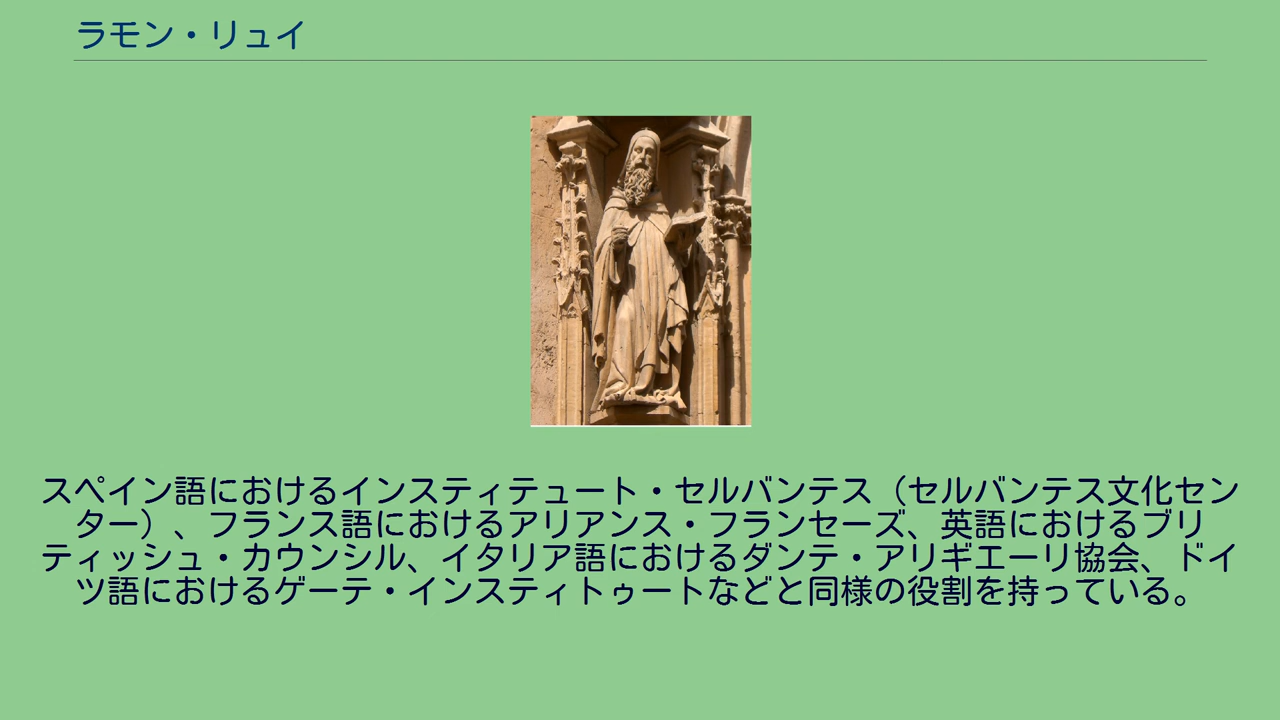 ラモン・リュイ
スペイン語におけるインスティテュート・セルバンテス（セルバンテス文化セン
ター）、フランス語におけるアリアンス・フランセーズ、英語におけるブリ
ティッシュ・カウンシル、イタリア語におけるダンテ・アリギエーリ協会、ドイ
ツ語におけるゲーテ・インスティトゥートなどと同様の役割を持っている。